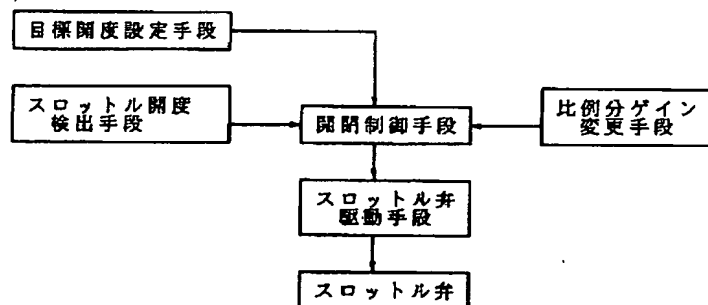 目標開度設定手段
スロットル開度
検出手段
開閉制御手段
比例分ゲイン
変更手段
スロットル弁
駆動手段
スロットル弁